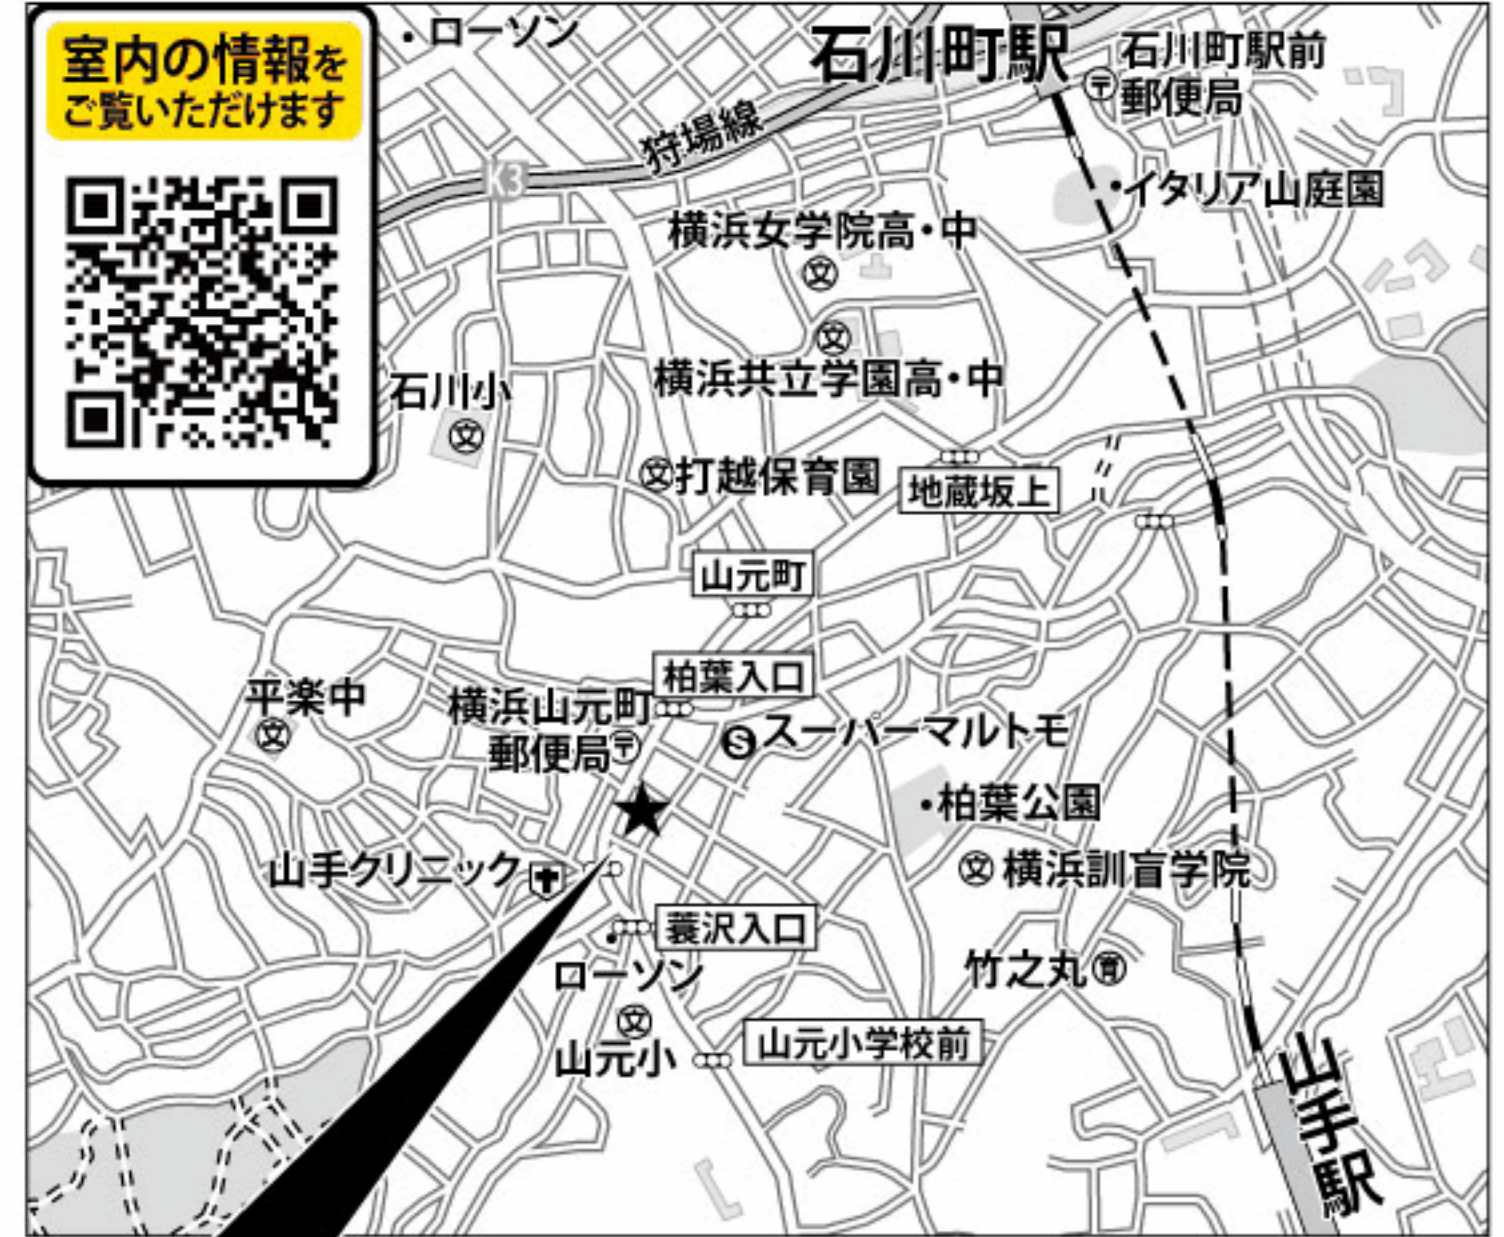 室内の情報を
ご覧いただけます
ローソン
石川町駅
石川町駅前
郵便局
狩場線
K3
イタリア山庭園
横浜女学院高・中
横浜共立学園高・中
石川小
打越保育園
地蔵坂上
山元町
柏葉入口
平楽中
横浜山元町
郵便局
スーパーマルトモ
柏葉公園
山手クリニック
横浜訓盲学院
蓑沢入口
ローソン
竹之丸
山元小
山元小学校前
山手駅